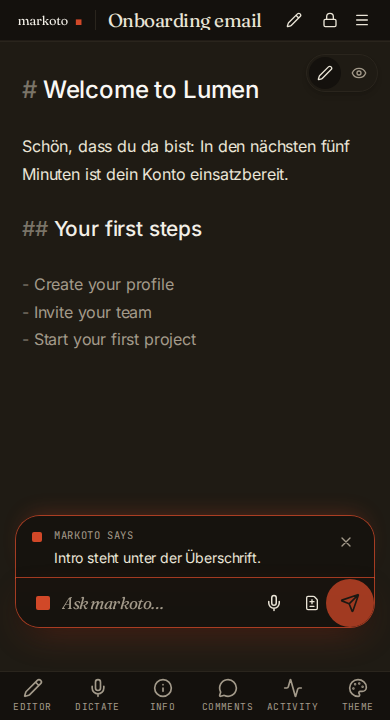 markoto
Onboarding email
# Welcome to Lumen
Schön, dass du da bist: In den nächsten fünf
Minuten ist dein Konto einsatzbereit.
## Your first steps
- Create your profile
- Invite your team
- Start your first project
MARKOTO SAYS
Intro steht unter der Überschrift.
Ask markoto...
EDITOR DICTATE INFO COMMENTS ACTIVITY THEME